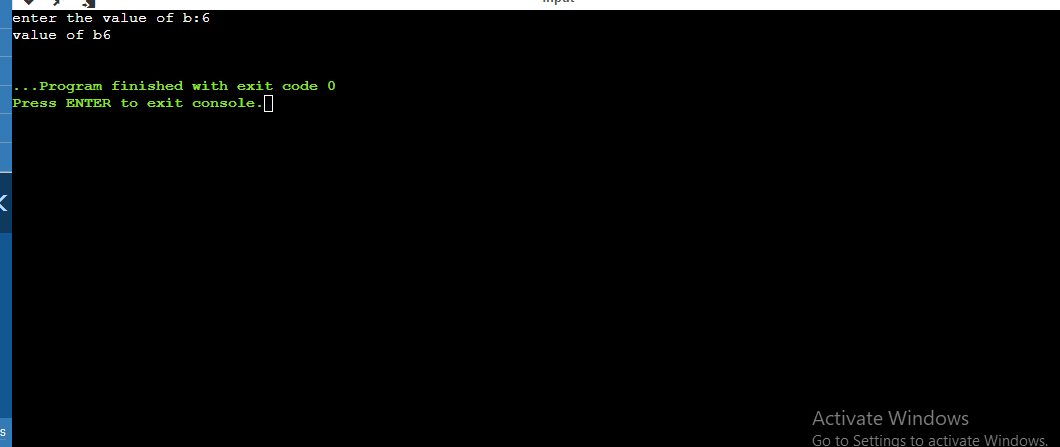 input
enter the value of b:6
value of b6
...Program finished with exit code 0
Press ENTER to exit console.
Activate Windows
Go to Settings to activate Windows.
s